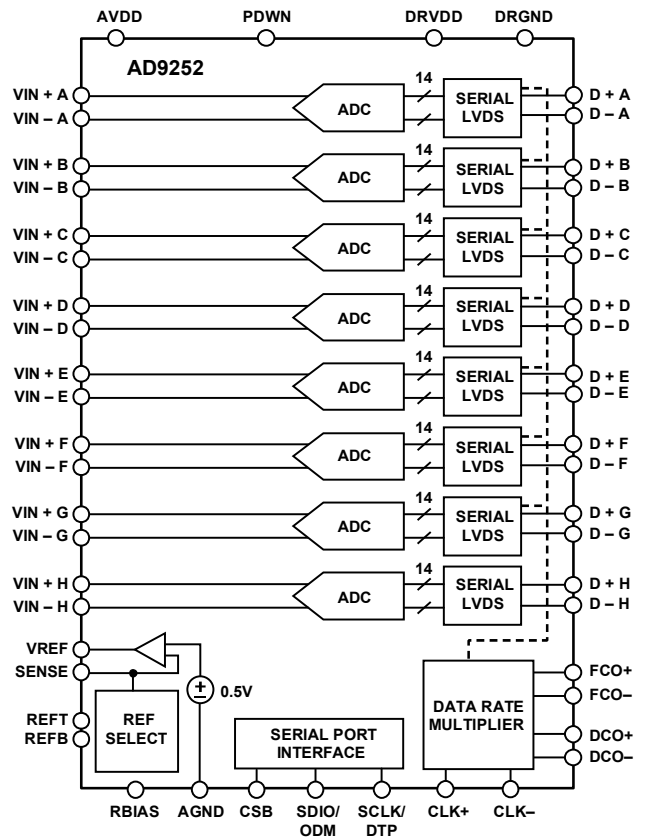 AVDD PDWN DRVDD DRGND
AD9252
VIN + A
VIN – A
ADC
14
SERIAL
LVDS
D + A
D – A
VIN + B
VIN – B
ADC
14
SERIAL
LVDS
D + B
D – B
VIN + C
VIN – C
ADC
14
SERIAL
LVDS
D + C
D – C
VIN + D
VIN – D
ADC
14
SERIAL
LVDS
D + D
D – D
VIN + E
VIN – E
ADC
14
SERIAL
LVDS
D + E
D – E
VIN + F
VIN – F
ADC
14
SERIAL
LVDS
D + F
D – F
VIN + G
VIN – G
ADC
14
SERIAL
LVDS
D + G
D – G
VIN + H
VIN – H
ADC
14
SERIAL
LVDS
D + H
D – H
VREF
SENSE
REFT
REFB
REF
SELECT
+
–
0.5V
SERIAL PORT
INTERFACE
DATA RATE
MULTIPLIER
FCO+
FCO–
DCO+
DCO–
RBIAS AGND CSB SDIO/
ODM
SCLK/
DTP
CLK+ CLK–